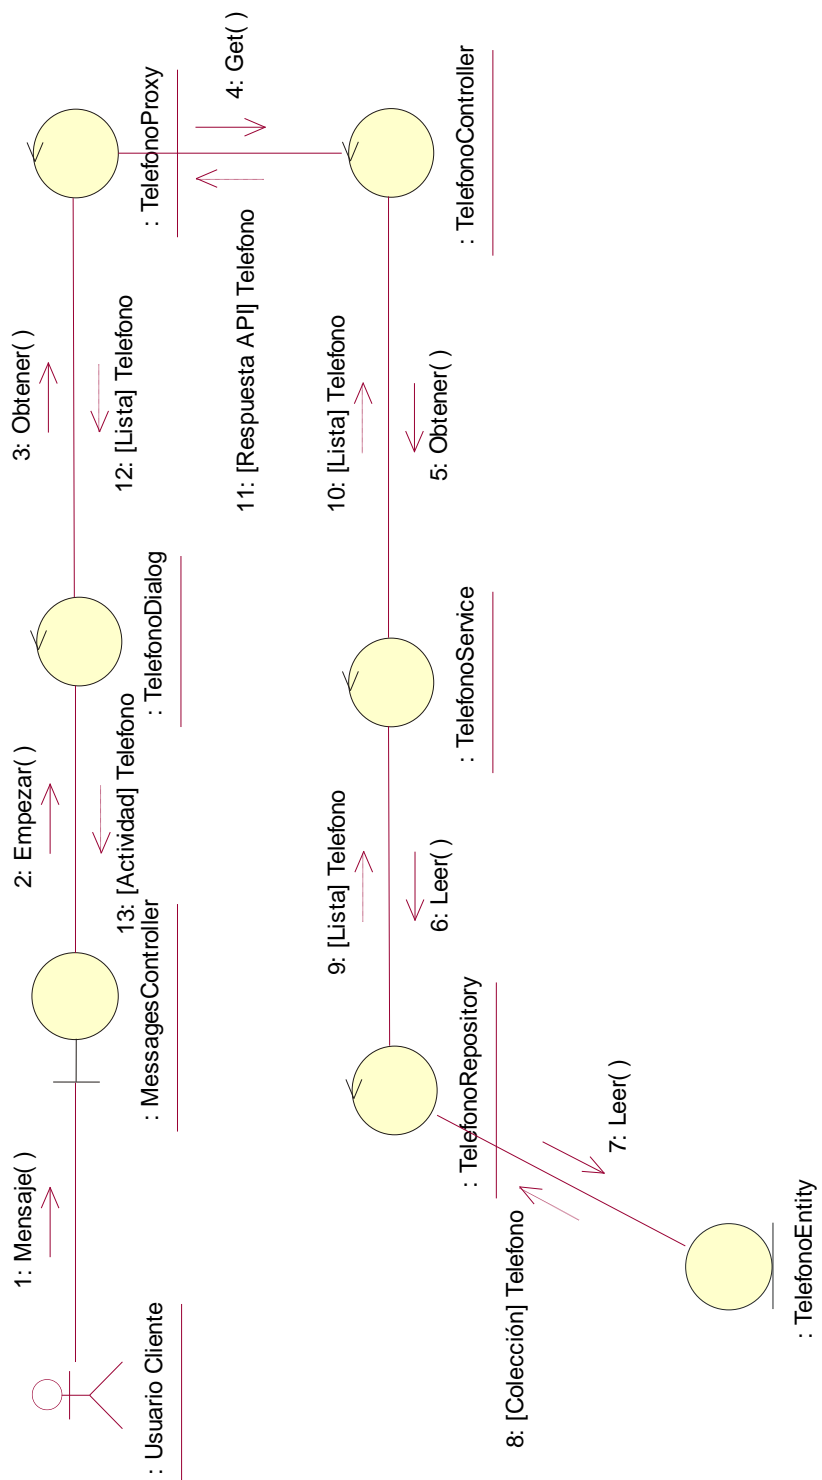 1: Mensaje( )
2: Empezar( )
3: Obtener( )
: Usuario Cliente
: MessagesController
13: [Actividad] Telefono
: TelefonoDialog
12: [Lista] Telefono
: TelefonoProxy
4: Get( )
11: [Respuesta API] Telefono
9: [Lista] Telefono
10: [Lista] Telefono
6: Leer( )
5: Obtener( )
: TelefonoRepository
: TelefonoService
: TelefonoController
8: [Colección] Telefono
7: Leer( )
: TelefonoEntity